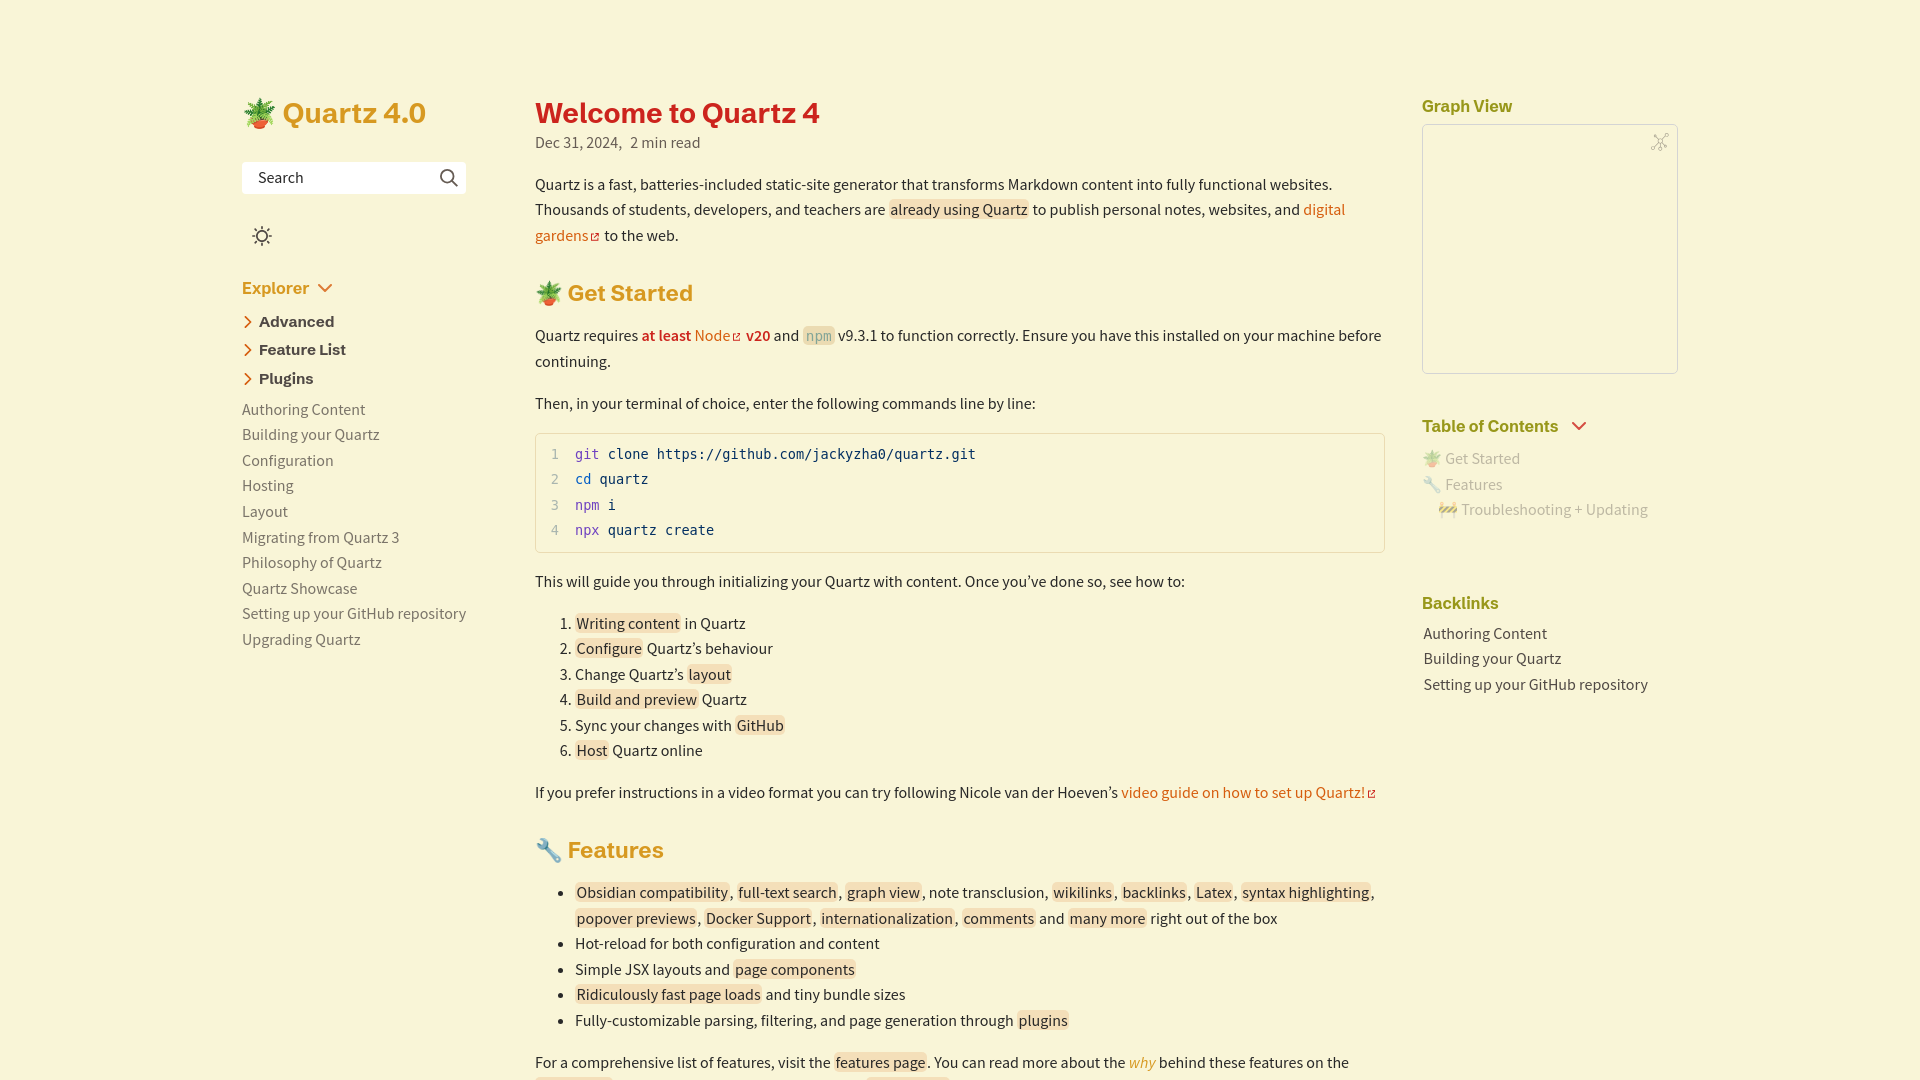 🪴 Quartz 4.0
Search
Explorer
Advanced
Feature List
Plugins
Authoring Content
Building your Quartz
Configuration
Hosting
Layout
Migrating from Quartz 3
Philosophy of Quartz
Quartz Showcase
Setting up your GitHub repository
Upgrading Quartz
Welcome to Quartz 4
Dec 31, 2024, 2 min read
Quartz is a fast, batteries-included static-site generator that transforms Markdown content into fully functional websites.
Thousands of students, developers, and teachers are already using Quartz to publish personal notes, websites, and digital
gardens to the web.
🪴 Get Started
Quartz requires at least Node v20 and npm v9.3.1 to function correctly. Ensure you have this installed on your machine before
continuing.
Then, in your terminal of choice, enter the following commands line by line:
1 git clone https://github.com/jackyzha0/quartz.git
2 cd quartz
3 npm i
4 npx quartz create
This will guide you through initializing your Quartz with content. Once you’ve done so, see how to:
1. Writing content in Quartz
2. Configure Quartz’s behaviour
3. Change Quartz’s layout
4. Build and preview Quartz
5. Sync your changes with GitHub
6. Host Quartz online
If you prefer instructions in a video format you can try following Nicole van der Hoeven’s video guide on how to set up Quartz!
🔧 Features
• Obsidian compatibility, full-text search, graph view, note transclusion, wikilinks, backlinks, Latex, syntax highlighting,
popover previews, Docker Support, internationalization, comments and many more right out of the box
• Hot-reload for both configuration and content
• Simple JSX layouts and page components
• Ridiculously fast page loads and tiny bundle sizes
• Fully-customizable parsing, filtering, and page generation through plugins
For a comprehensive list of features, visit the features page. You can read more about the why behind these features on the
Graph View
Table of Contents
🪴 Get Started
🔧 Features
🚧 Troubleshooting + Updating
Backlinks
Authoring Content
Building your Quartz
Setting up your GitHub repository